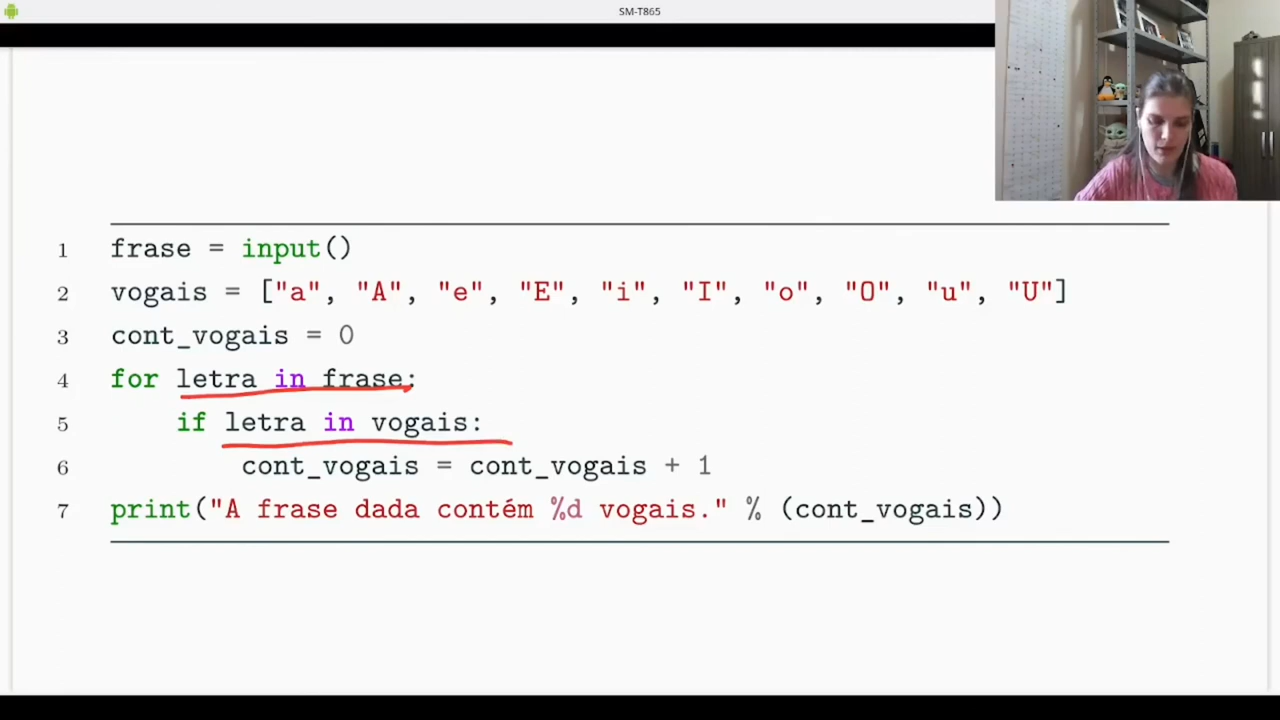 SM-T865
1 frase = input()
2 vogais = ["a", "A", "e", "E", "i", "I", "o", "O", "u", "U"]
3 cont_vogais = 0
4 for letra in frase:
5 if letra in vogais:
6 cont_vogais = cont_vogais + 1
7 print("A frase dada contém %d vogais." % (cont_vogais))